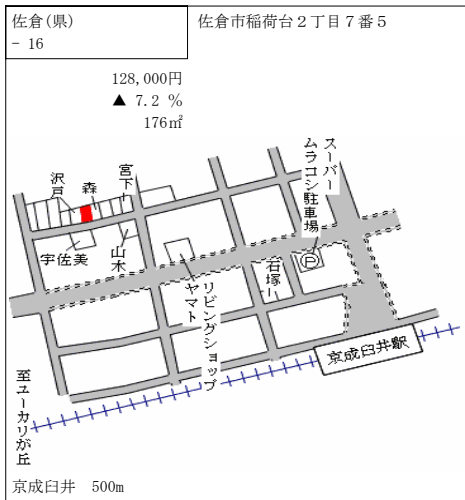 佐倉(県)
- 16
佐倉市稲荷台２丁目７番５
128,000円
▲ 7.2 %
176㎡
スーパー
ムラコシ駐車場
宮下
森
沢戸
宇佐美
山木
リビングショップ
ヤマト
石塚
P
京成臼井駅
至ユーカリが丘
京成臼井 500m